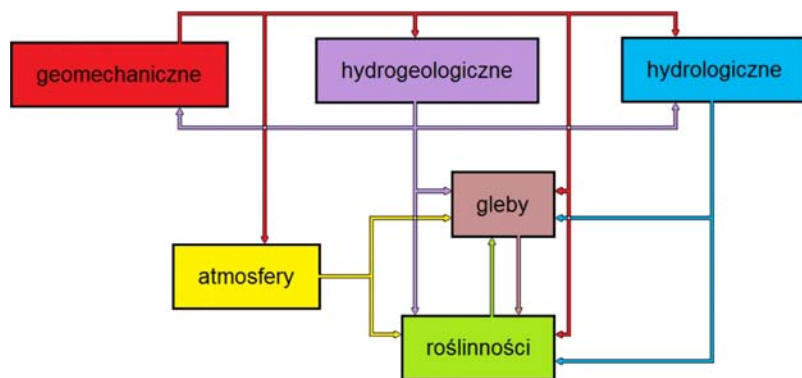 geomechaniczne
hydrogeologiczne
hydrologiczne
gleby
atmosfery
roślinności